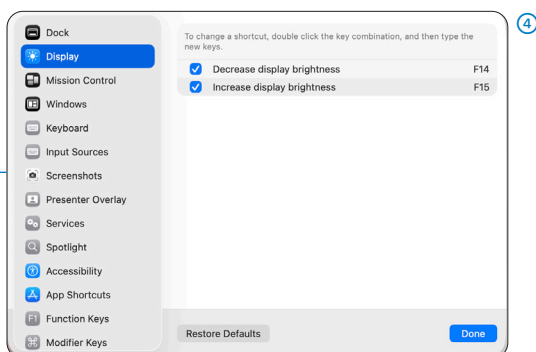 4
Dock
Display
Mission Control
Windows
Keyboard
Input Sources
Screenshots
Presenter Overlay
Services
Spotlight
Accessibility
App Shortcuts
F1 Function Keys
Modifier Keys
To change a shortcut, double click the key combination, and then type the
new keys.
Decrease display brightness F14
Increase display brightness F15
Restore Defaults
Done